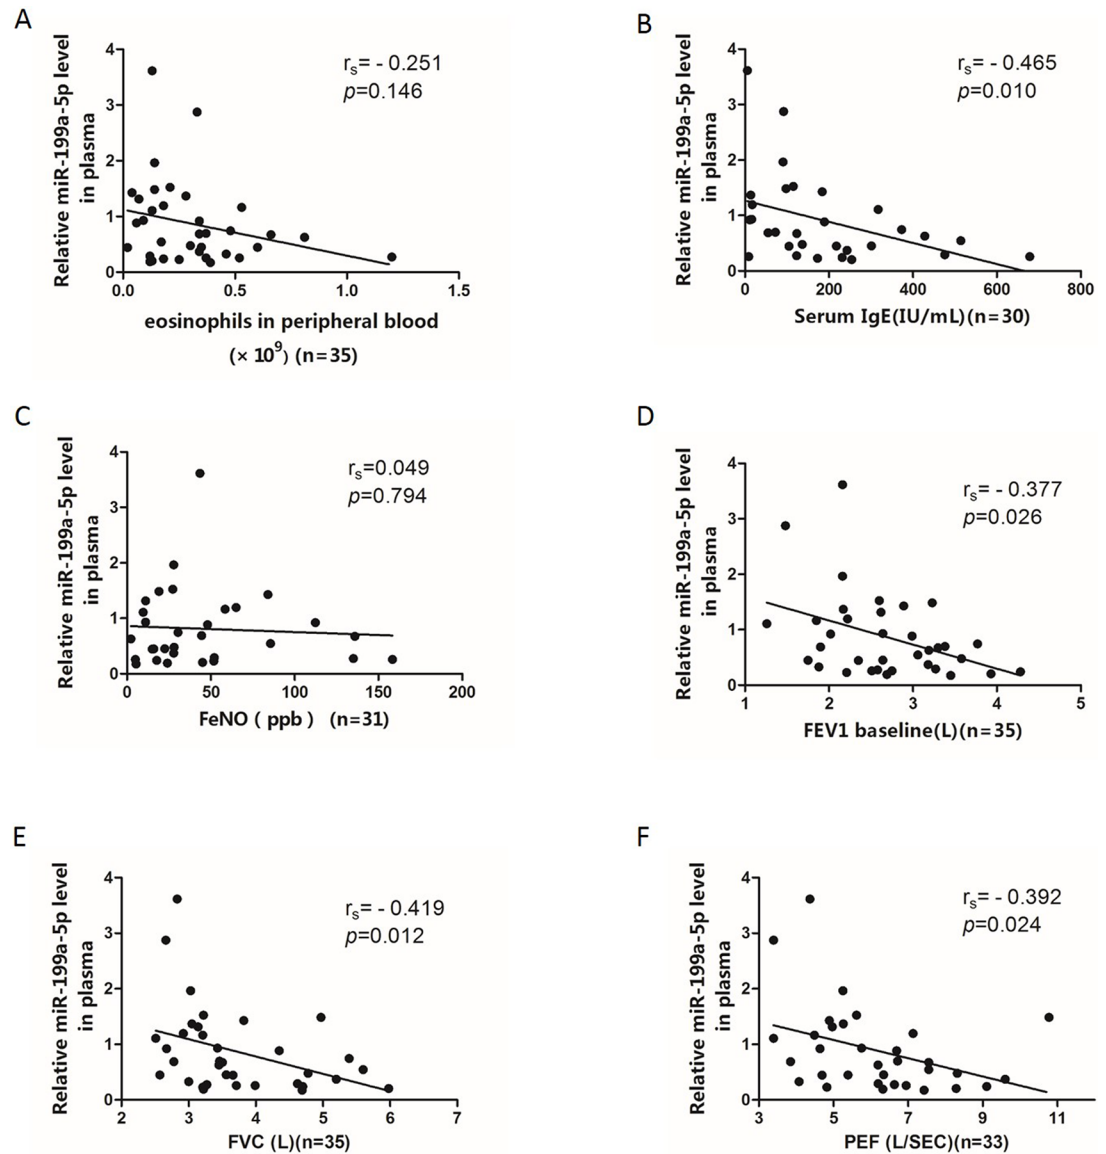 A
Relative miR-199a-5p level
in plasma
4
3
2
1
0
rs= - 0.251
p=0.146
0.0
0.5
1.0
1.5
eosinophils in peripheral blood
(× 10⁹) (n=35)
B
Relative miR-199a-5p level
in plasma
4
3
2
1
0
rs= - 0.465
p=0.010
0
200
400
600
800
Serum IgE(IU/mL)(n=30)
C
Relative miR-199a-5p level
in plasma
4
3
2
1
0
rs=0.049
p=0.794
0
50
100
150
200
FeNO ( ppb ) (n=31)
D
Relative miR-199a-5p level
in plasma
4
3
2
1
0
rs= - 0.377
p=0.026
1
2
3
4
5
FEV1 baseline(L)(n=35)
E
Relative miR-199a-5p level
in plasma
4
3
2
1
0
rs= - 0.419
p=0.012
2
3
4
5
6
7
FVC (L)(n=35)
F
Relative miR-199a-5p level
in plasma
4
3
2
1
0
rs= - 0.392
p=0.024
3
5
7
9
11
PEF (L/SEC)(n=33)